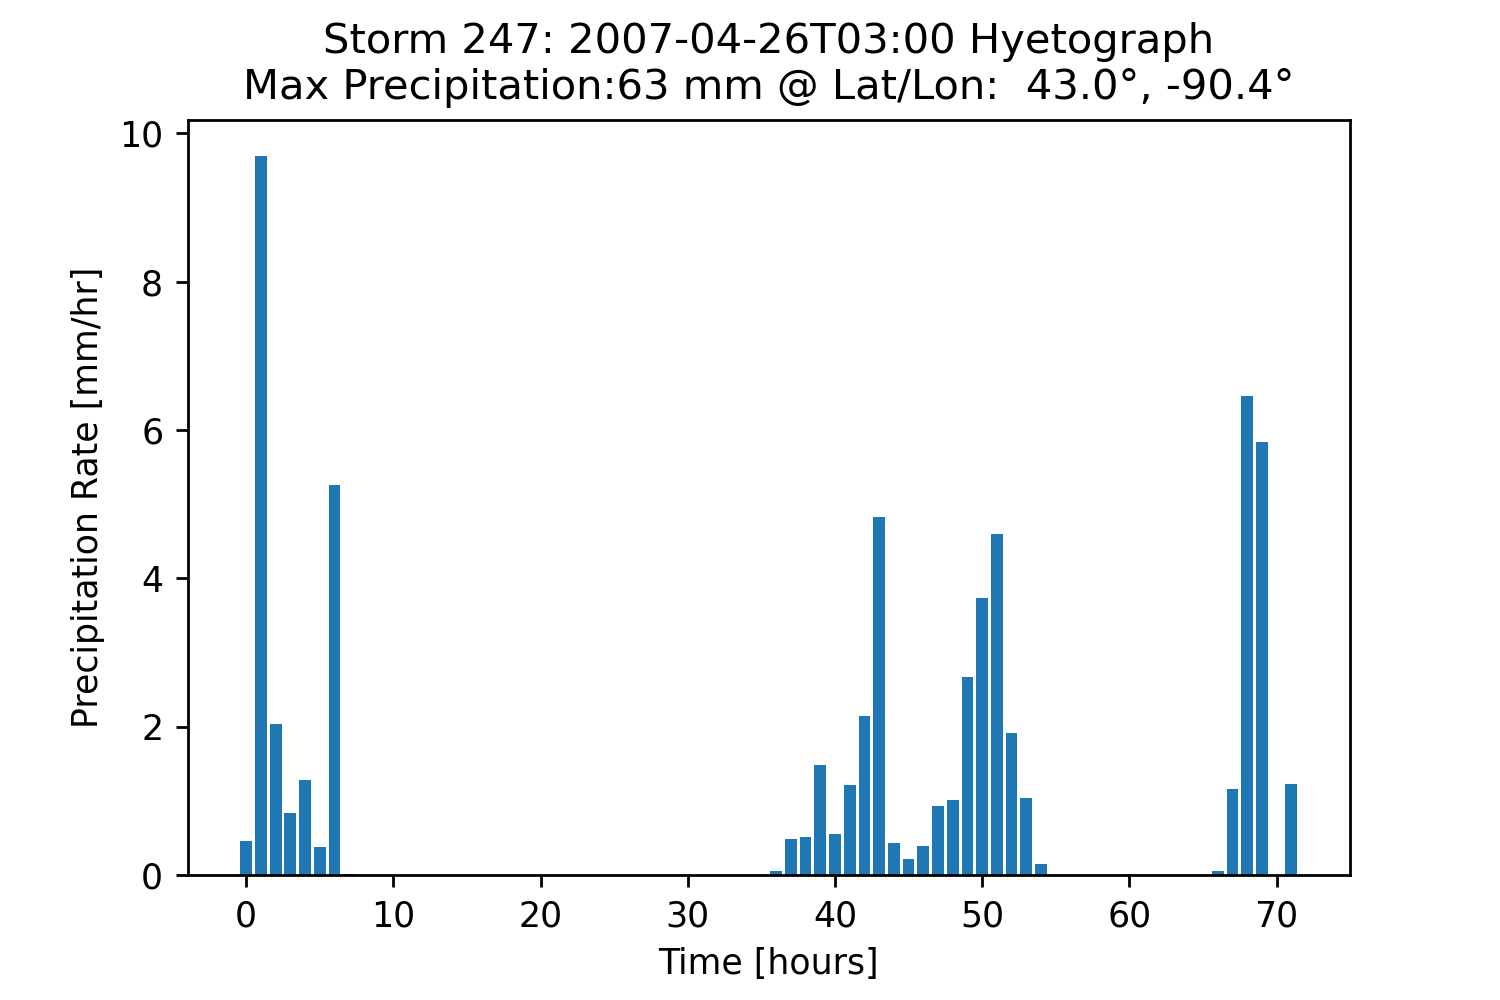 Storm 247: 2007-04-26T03:00 Hyetograph
Max Precipitation:63 mm @ Lat/Lon:  43.0°, -90.4°
10
8
6
4
2
0
Precipitation Rate [mm/hr]
0 10 20 30 40 50 60 70
Time [hours]